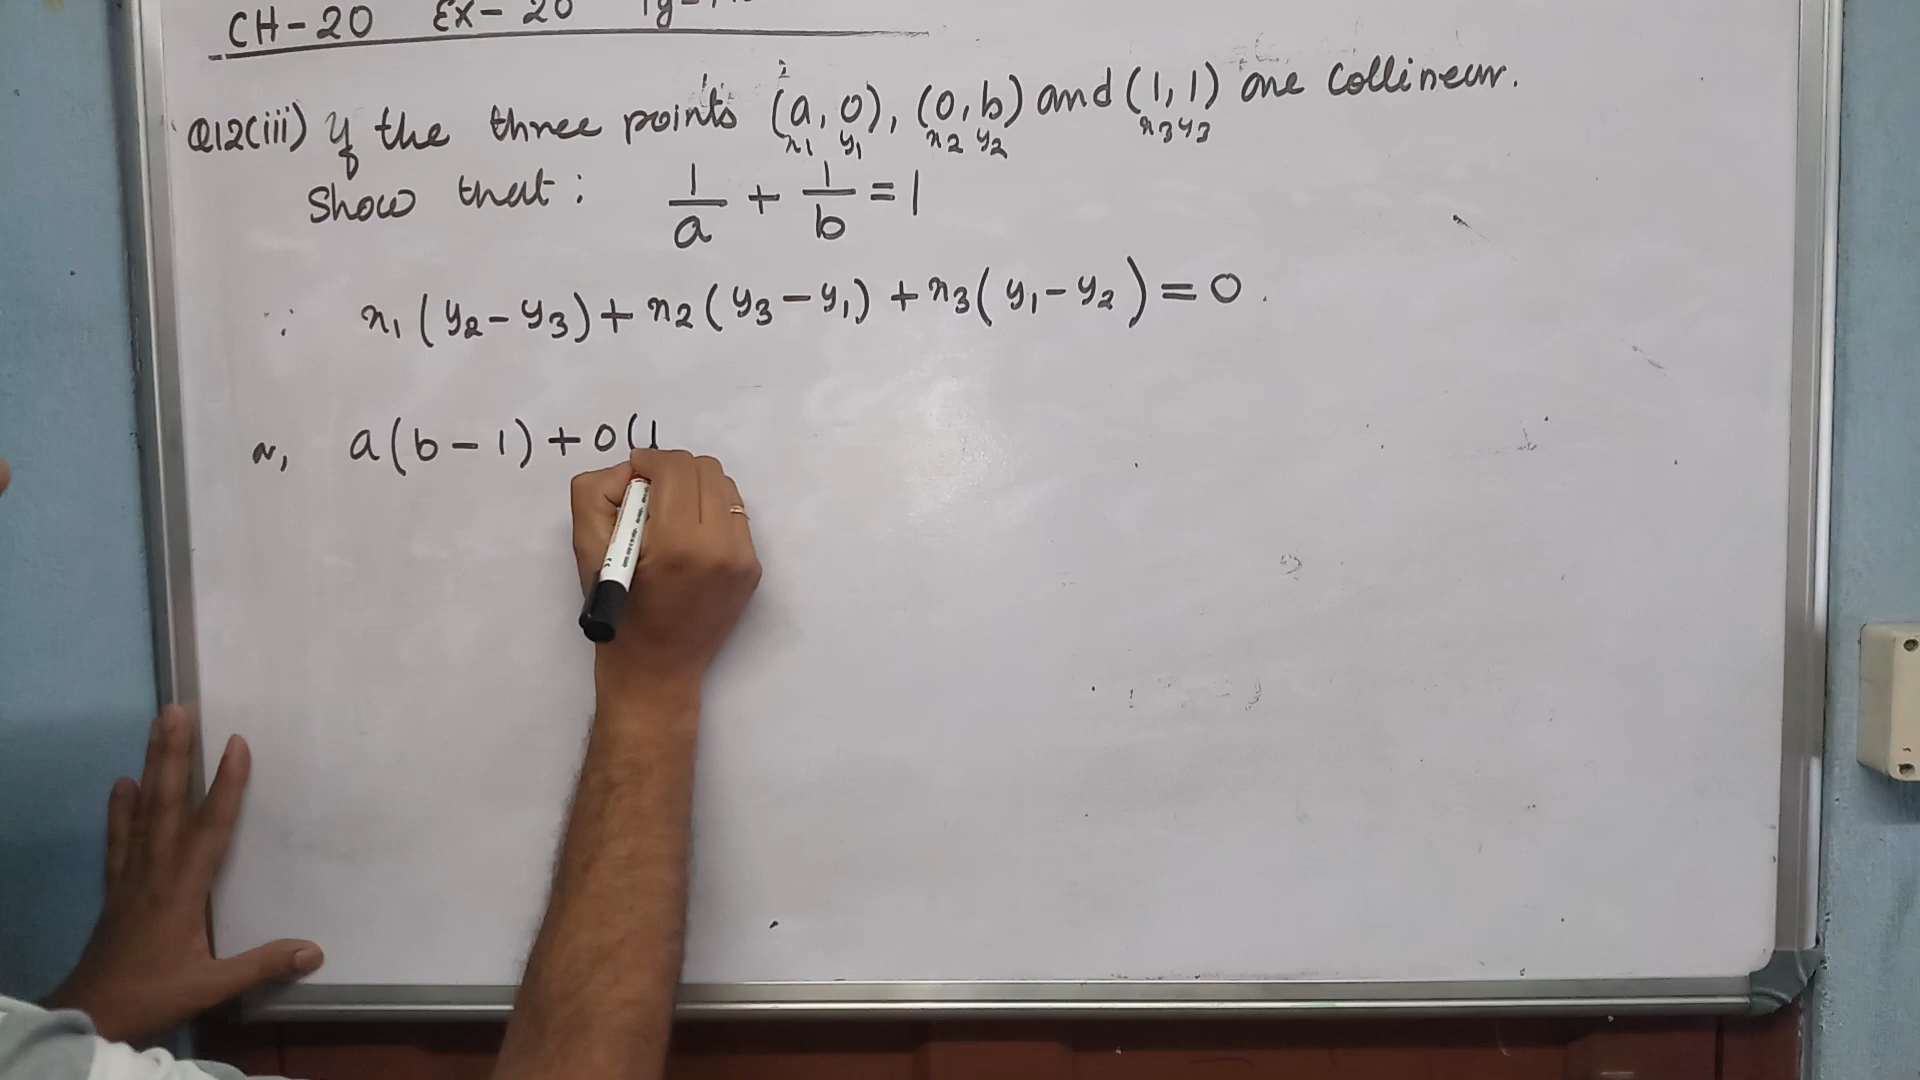 CH-20 Ex-20
Q12(iii) If the three points (a, 0), (0, b) and (1, 1) are collinear.
x1 y1 x2 y2 x3 y3
Show that: 1/a + 1/b = 1
∵ x1(y2-y3)+x2(y3-y1)+x3(y1-y2)=0.
or, a(b-1)+0(1